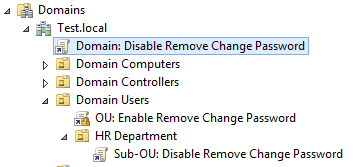 Domains
Test.local
Domain: Disable Remove Change Password
Domain Computers
Domain Controllers
Domain Users
OU: Enable Remove Change Password
HR Department
Sub-OU: Disable Remove Change Password